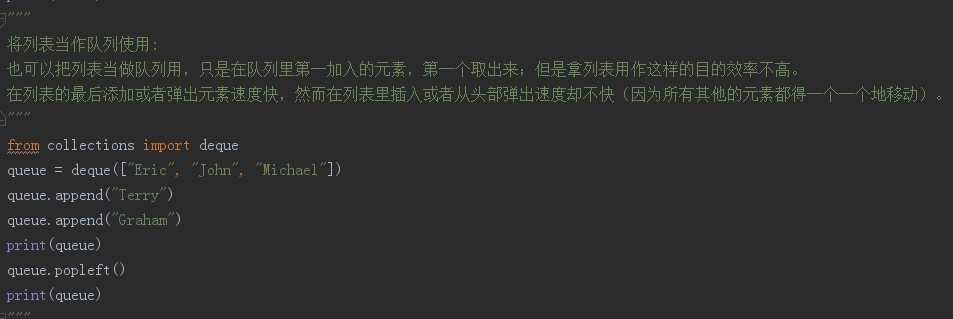 """
将列表当作队列使用:
也可以把列表当做队列用，只是在队列里第一加入的元素，第一个取出来；但是拿列表用作这样的目的效率不高。
在列表的最后添加或者弹出元素速度快，然而在列表里插入或者从头部弹出速度却不快（因为所有其他的元素都得一个一个地移动）。
"""
from collections import deque
queue = deque(["Eric", "John", "Michael"])
queue.append("Terry")
queue.append("Graham")
print(queue)
queue.popleft()
print(queue)
"""